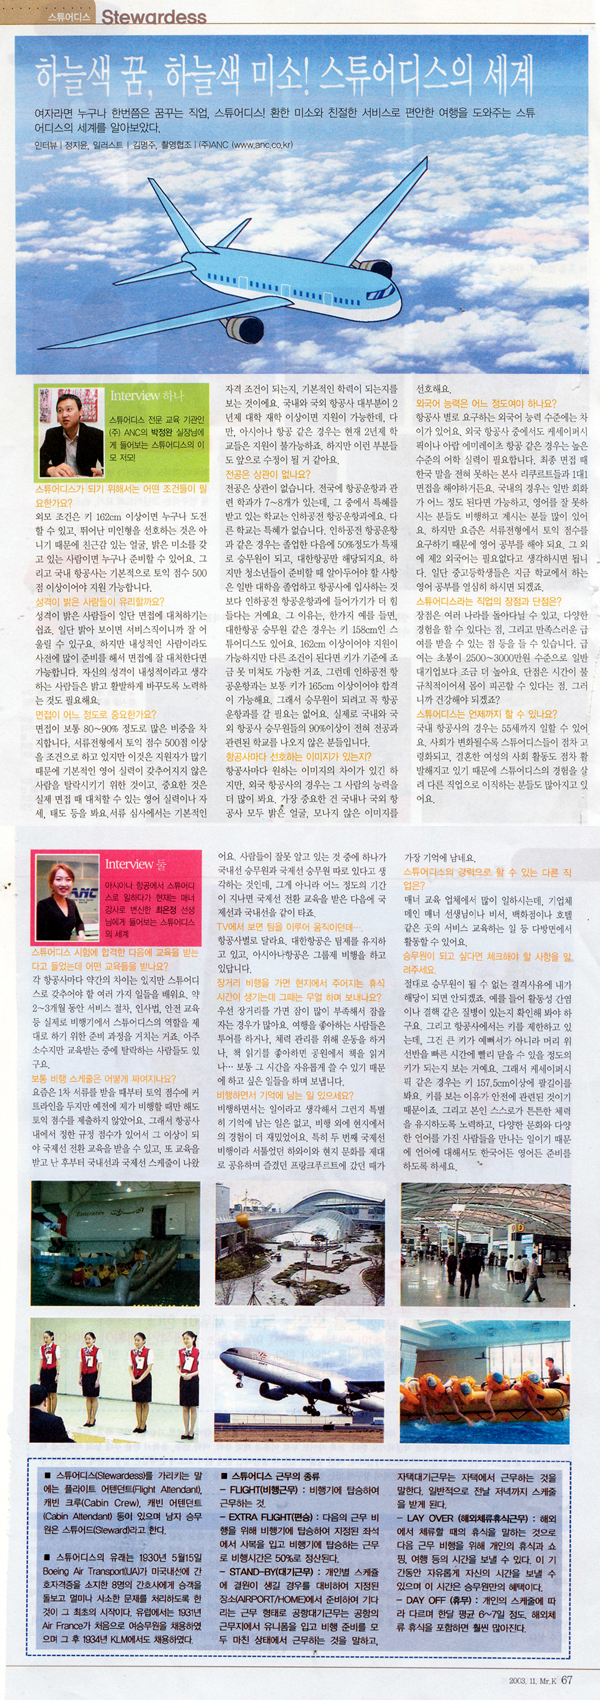 스튜어디스 Stewardess
하늘색 꿈, 하늘색 미소! 스튜어디스의 세계
여자라면 누구나 한번쯤은 꿈꾸는 직업, 스튜어디스! 환한 미소와 친절한 서비스로 편안한 여행을 도와주는 스튜
어디스의 세계를 알아보았다.
인터뷰 | 정지윤, 일러스트 | 김명주, 촬영협조 | (주)ANC (www.anc.co.kr)
Interview 하나
스튜어디스 전문 교육 기관인
(주) ANC의 박정완 실장님에
게 들어보는 스튜어디스의 이
모 저모!
스튜어디스가 되기 위해서는 어떤 조건들이 필
요한가요?
외모 조건은 키 162cm 이상이면 누구나 도전
할 수 있고, 뛰어난 미인형을 선호하는 것은 아
니기 때문에 친근감 있는 얼굴, 밝은 미소를 갖
고 있는 사람이면 누구나 준비할 수 있어요. 그
리고 국내 항공사는 기본적으로 토익 점수 500
점 이상이어야 지원 가능합니다.
성격이 밝은 사람들이 유리할까요?
성격이 밝은 사람들이 일단 면접에 대처하기는
쉽죠. 일단 밝아 보이면 서비스직이니까 잘 어
울릴 수 있구요. 하지만 내성적인 사람이라도
사전에 많이 준비를 해서 면접에 잘 대처한다면
가능합니다. 자신의 성격이 내성적이라고 생각
하는 사람들은 밝고 활발하게 바꾸도록 노력하
는 것도 필요해요.
면접이 어느 정도로 중요한가요?
면접이 보통 80~90% 정도로 많은 비중을 차
지합니다. 서류전형에서 토익 점수 500점 이상
을 조건으로 하고 있지만 이것은 지원자가 많기
때문에 기본적인 영어 실력이 갖추어지지 않은
사람을 탈락시키기 위한 것이고, 중요한 것은
실제 면접 때 대처할 수 있는 영어 실력이나 자
세, 태도 등을 봐요.서류 심사에서는 기본적인
자격 조건이 되는지, 기본적인 학력이 되는지를
보는 것이에요. 국내와 국외 항공사 대부분이 2
년제 대학 재학 이상이면 지원이 가능한데, 다
만, 아시아나 항공 같은 경우는 현재 2년제 학
교들은 지원이 불가능하죠. 하지만 이런 부분들
도 앞으로 수정이 될 거 같아요.
전공은 상관이 없나요?
전공은 상관이 없습니다. 전국에 항공운항과 관
련 학과가 7~8개가 있는데, 그 중에서 특혜를
받고 있는 학교는 인하공전 항공운항과에요. 다
른 학교는 특혜가 없습니다. 인하공전 항공운항
과 같은 경우는 졸업한 다음에 50%정도가 특채
로 승무원이 되고, 대한항공만 해당되지요. 하
지만 청소년들이 준비할 때 알아두어야 할 사항
은 일반 대학을 졸업하고 항공사에 입사하는 것
보다 인하공전 항공운항과에 들어가기가 더 힘
들다는 거예요. 그 이유는, 한가지 예를 들면,
대한항공 승무원 같은 경우는 키 158cm인 스
튜어디스도 있어요. 162cm 이상이어야 지원이
가능하지만 다른 조건이 된다면 키가 기준에 조
금 못 미쳐도 가능한 거죠. 그런데 인하공전 항
공운항과는 보통 키가 165cm 이상이어야 합격
이 가능해요. 그래서 승무원이 되려고 꼭 항공
운항과를 갈 필요는 없어요. 실제로 국내와 국
외 항공사 승무원들의 90%이상이 전혀 전공과
관련된 학교를 나오지 않은 분들입니다.
항공사마다 선호하는 이미지가 있는지?
항공사마다 원하는 이미지의 차이가 있긴 하
지만, 외국 항공사의 경우는 그 사람의 능력을
더 많이 봐요. 가장 중요한 건 국내나 국외 항
공사 모두 밝은 얼굴, 모나지 않은 이미지를
선호해요.
외국어 능력은 어느 정도여야 하나요?
항공사 별로 요구하는 외국어 능력 수준에는 차
이가 있어요. 외국 항공사 중에서도 케세이퍼시
픽이나 아랍 에미레이츠 항공 같은 경우는 높은
수준의 어학 실력이 필요합니다. 최종 면접 때
한국 말을 전혀 못하는 본사 리쿠르트들과 1대1
면접을 해야하거든요. 국내의 경우는 일반 회화
가 어느 정도 된다면 가능하고, 영어를 잘 못하
시는 분들도 비행하고 계시는 분들 많이 있어
요. 하지만 요즘은 서류전형에서 토익 점수를
요구하기 때문에 영어 공부를 해야 되요. 그 외
에 제2 외국어는 필요없다고 생각하시면 됩니
다. 일단 중고등학생들은 지금 학교에서 하는
영어 공부를 열심히 하시면 되겠죠.
스튜어디스라는 직업의 장점과 단점은?
장점은 여러 나라를 돌아다닐 수 있고, 다양한
경험을 할 수 있다는 점, 그리고 만족스러운 급
여를 받을 수 있는 점 등을 들 수 있습니다. 급
여는 초봉이 2500~3000만원 수준으로 일반
대기업보다 조금 더 높아요. 단점은 시간이 불
규칙적이어서 몸이 피곤할 수 있다는 점. 그러
니까 건강해야 되겠죠?
스튜어디스는 언제까지 할 수 있나요?
국내 항공사의 경우는 55세까지 일할 수 있어
요. 사회가 변화될수록 스튜어디스들이 점차 고
령화되고, 결혼한 여성의 사회 활동도 점차 활
발해지고 있기 때문에 스튜어디스의 경험을 살
려 다른 직업으로 이직하는 분들도 많아지고 있
어요.
Interview 둘
아시아나 항공에서 스튜어디
스로 일하다가 현재는 매너
강사로 변신한 최은정 선생
님에게 들어보는 스튜어디스
의 세계
스튜어디스 시험에 합격한 다음에 교육을 받는
다고 들었는데 어떤 교육들을 받나요?
각 항공사마다 약간의 차이는 있지만 스튜어디
스로 갖추어야 할 여러 가지 일들을 배워요. 약
2~3개월 동안 서비스 절차, 인사법, 안전 교육
등 실제로 비행기에서 스튜어디스의 역할을 제
대로 하기 위한 준비 과정을 거치는 거죠. 아주
소수지만 교육받는 중에 탈락하는 사람들도 있
구요.
보통 비행 스케줄은 어떻게 짜여지나요?
요즘은 1차 서류를 받을 때부터 토익 점수에 커
트라인을 두지만 예전에 제가 비행할 때만 해도
토익 점수를 제출하지 않았어요. 그래서 항공사
내에서 정한 규정 점수가 있어서 그 이상이 되
야 국제선 전환 교육을 받을 수 있고, 또 교육을
받고 난 후부터 국내선과 국제선 스케줄이 나왔
어요. 사람들이 잘못 알고 있는 것 중에 하나가
국내선 승무원과 국제선 승무원 따로 있다고 생
각하는 것인데, 그게 아니라 어느 정도의 기간
이 지나면 국제선 전환 교육을 받은 다음에 국
제선과 국내선을 같이 타죠.
TV에서 보면 팀을 이루어 움직이던데…
항공사별로 달라요. 대한항공은 팀제를 유지하
고 있고, 아시아나항공은 그룹제 비행을 하고
있답니다.
장거리 비행을 가면 현지에서 주어지는 휴식
시간이 생기는데 그때는 무얼 하며 보내나요?
우선 장거리를 가면 잠이 많이 부족해서 잠을
자는 경우가 많아요. 여행을 좋아하는 사람들은
투어를 하거나, 체력 관리를 위해 운동을 하거
나, 책 읽기를 좋아하면 공원에서 책을 읽거
나… 보통 그 시간을 자유롭게 쓸 수 있기 때문
에 하고 싶은 일들을 하며 보냅니다.
비행하면서 기억에 남는 일 있으세요?
비행하면서는 일이라고 생각해서 그런지 특별
히 기억에 남는 일은 없고, 비행 외에 현지에서
의 경험이 더 재밌었어요. 특히 두 번째 국제선
비행이라 서툴었던 하와이와 현지 문화를 제대
로 공유하며 즐겼던 프랑크푸르트에 갔던 때가
가장 기억에 남네요.
스튜어디스의 경력으로 할 수 있는 다른 직
업은?
매너 교육 업체에서 많이 일하시는데, 기업체
메인 매너 선생님이나 비서, 백화점이나 호텔
같은 곳의 서비스 교육하는 일 등 다방면에서
활동할 수 있어요.
승무원이 되고 싶다면 체크해야 할 사항을 알
려주세요.
절대로 승무원이 될 수 없는 결격사유에 내가
해당이 되면 안되겠죠. 예를 들어 활동성 간염
이나 결핵 같은 질병이 있는지 확인해 봐야 하
구요. 그리고 항공사에서는 키를 제한하고 있
는데, 그건 큰 키가 예뻐서가 아니라 머리 위
선반을 빠른 시간에 빨리 닫을 수 있을 정도의
키가 되는지 보는 거예요. 그래서 케세이퍼시
픽 같은 경우는 키 157.5cm이상에 팔길이를
봐요. 키를 보는 이유가 안전에 관련된 것이기
때문이죠. 그리고 본인 스스로가 튼튼한 체력
을 유지하도록 노력하고, 다양한 문화와 다양
한 언어를 가진 사람들을 만나는 일이기 때문
에 언어에 대해서도 한국어든 영어든 준비를
하도록 하세요.
■ 스튜어디스(Stewardess)를 가리키는 말
에는 플라이트 어텐던트(Flight Attendant),
캐빈 크루(Cabin Crew), 캐빈 어텐던트
(Cabin Attendant) 등이 있으며 남자 승무
원은 스튜어드(Steward)라고 한다.
■ 스튜어디스의 유래는 1930년 5월15일
Boeing Air Transport(UA)가 미국내선에 간
호자격증을 소지한 8명의 간호사에게 승객을
돌보고 멀미나 사소한 문제를 처리하도록 한
것이 그 최초의 시작이다. 유럽에서는 1931년
Air France가 처음으로 여승무원을 채용하였
으며 그 후 1934년 KLM에서도 채용하였다.
■ 스튜어디스 근무의 종류
- FLIGHT(비행근무) : 비행기에 탑승하여
근무하는 것.
- EXTRA FLIGHT(편승) : 다음의 근무 비
행을 위해 비행기에 탑승하여 지정된 좌석
에서 사복을 입고 비행기에 탑승하는 근무
로 비행시간은 50%로 정산된다.
- STAND-BY(대기근무) : 개인별 스케줄
에 결원이 생길 경우를 대비하여 지정된
장소(AIRPORT/HOME)에서 준비하여 기다
리는 근무 형태로 공항대기근무는 공항의
근무지에서 유니폼을 입고 비행 준비를 모
두 마친 상태에서 근무하는 것을 말하고,
자택대기근무는 자택에서 근무하는 것을
말한다. 일반적으로 전날 저녁까지 스케줄
을 받게 된다.
- LAY OVER (해외체류휴식근무) : 해외
에서 체류할 때의 휴식을 말하는 것으로
다음 근무 비행을 위해 개인의 휴식과 쇼
핑, 여행 등의 시간을 보낼 수 있다. 이 기
간동안 자유롭게 자신의 시간을 보낼 수
있으며 이 시간은 승무원만의 혜택이다.
- DAY OFF (휴무) : 개인의 스케줄에 따
라 다르며 한달 평균 6~7일 정도, 해외체
류 휴식을 포함하면 훨씬 많아진다.
2003. 11. Mr.K 67